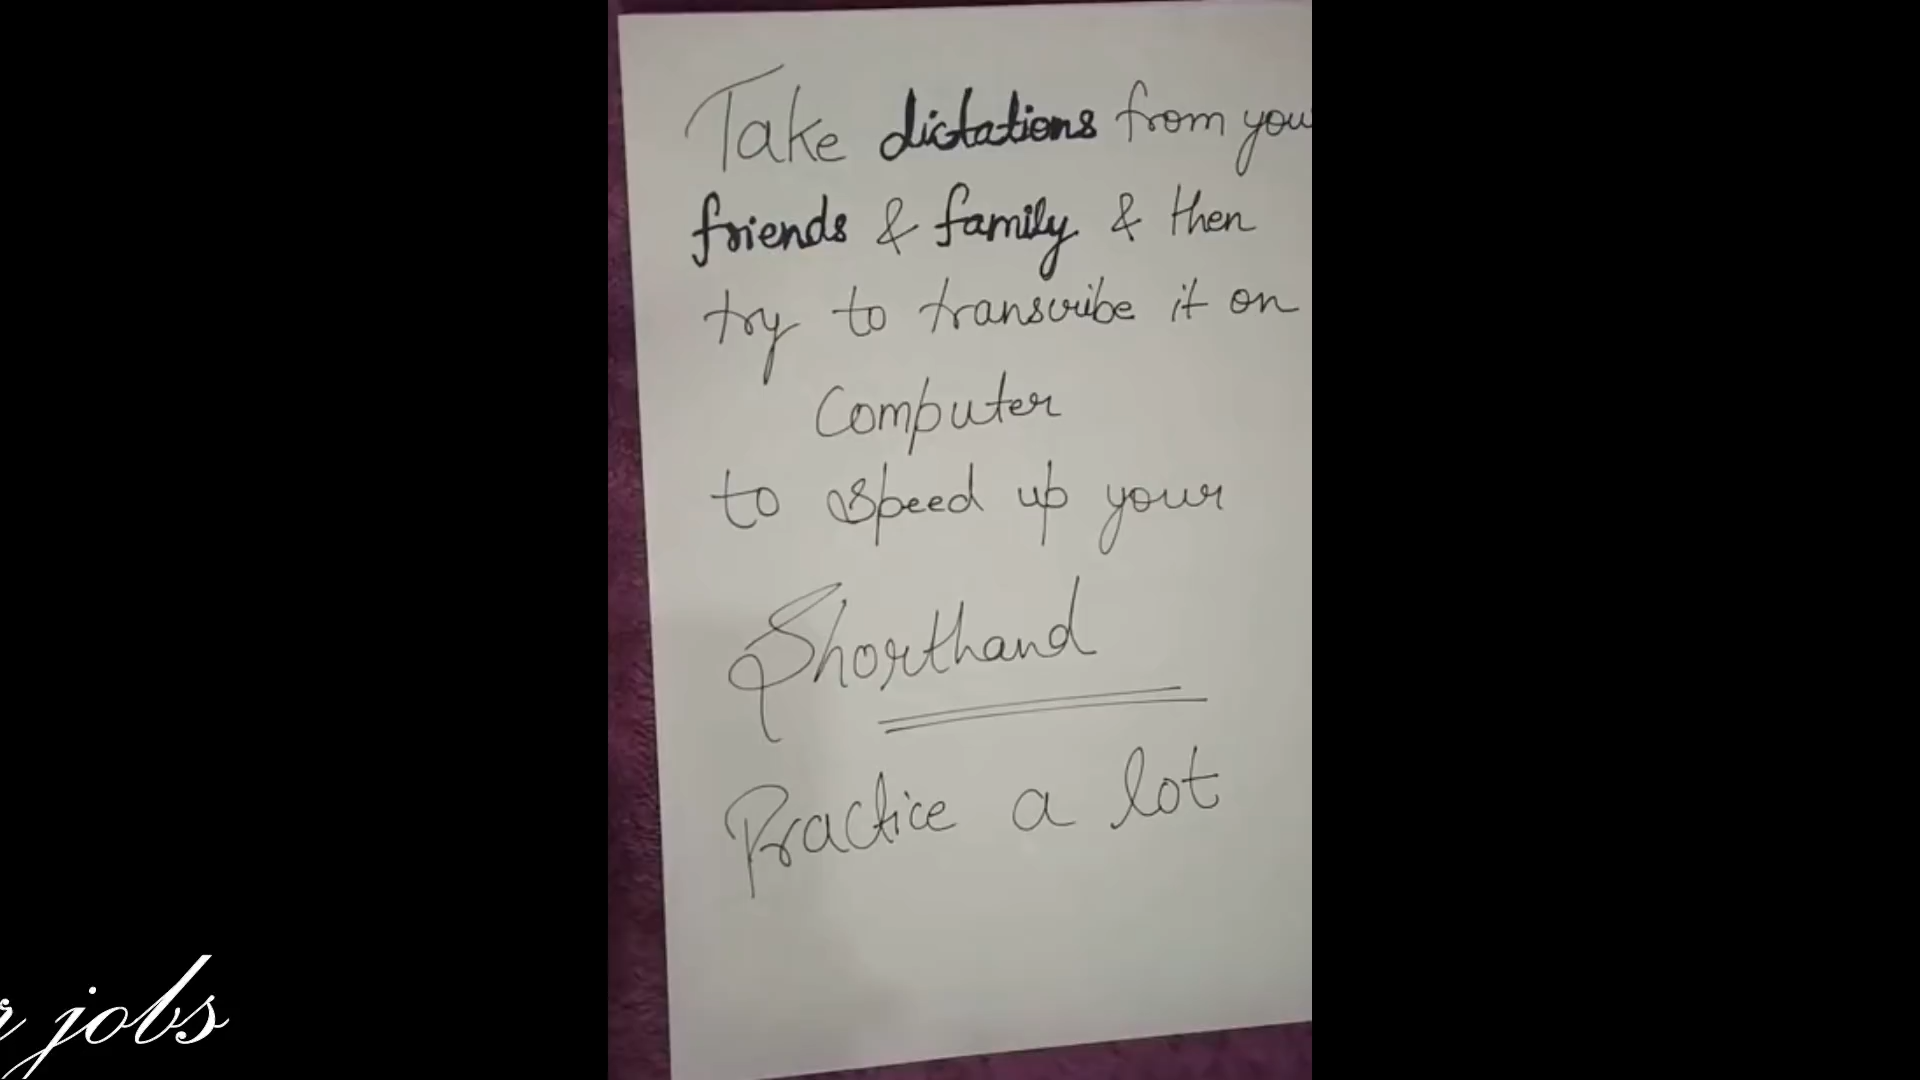 Take dictations from you
friends & family & then
try to transcribe it on
Computer
to speed up your
Shorthand
Practice a lot
r jobs